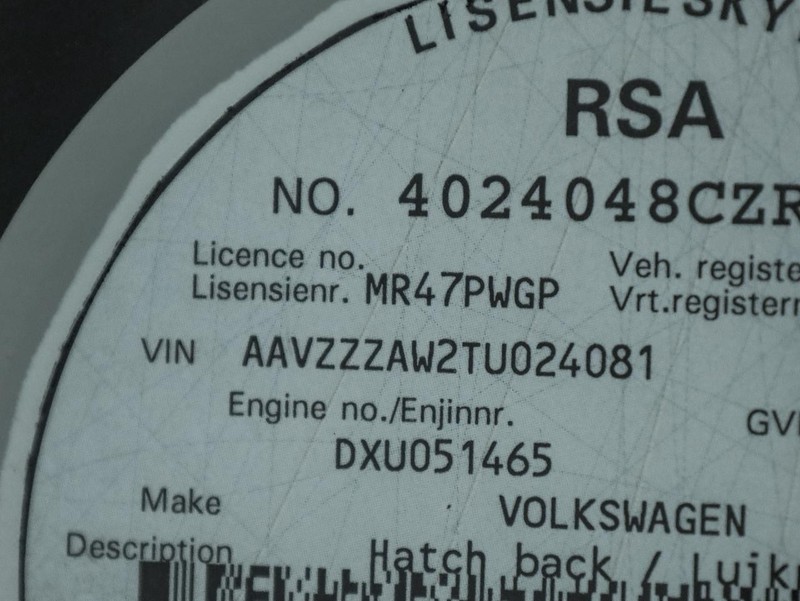 LISENSIESKY
RSA
NO. 4024048CZR
Licence no.
Lisensienr. MR47PWGP
Veh. registe
Vrt.registern
VIN AAVZZZAW2TU024081
Engine no./Enjinnr.
GV
DXU051465
Make VOLKSWAGEN
Description Hatch back / Luik